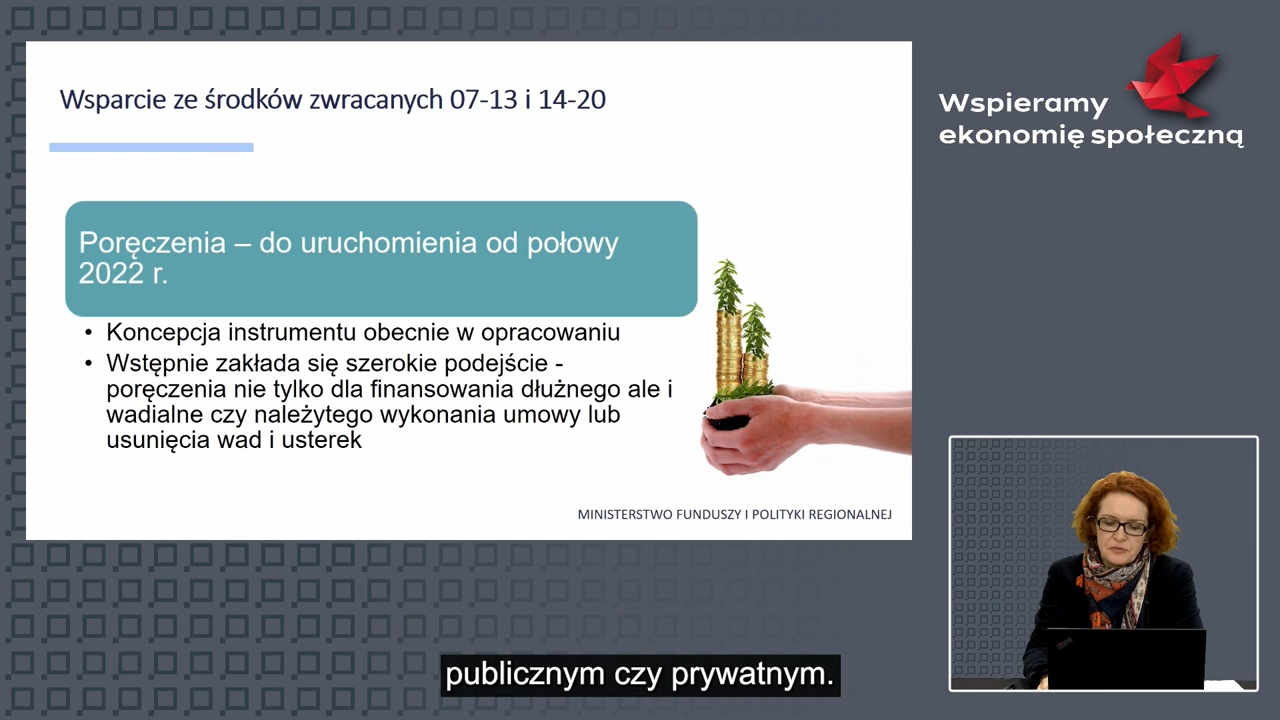 Wsparcie ze środków zwracanych 07-13 i 14-20
Wspieramy
ekonomię społeczną
Poręczenia – do uruchomienia od połowy
2022 r.
• Koncepcja instrumentu obecnie w opracowaniu
• Wstępnie zakłada się szerokie podejście -
poręczenia nie tylko dla finansowania dłużnego ale i
wadialne czy należytego wykonania umowy lub
usunięcia wad i usterek
MINISTERSTWO FUNDUSZY I POLITYKI REGIONALNEJ
publicznym czy prywatnym.